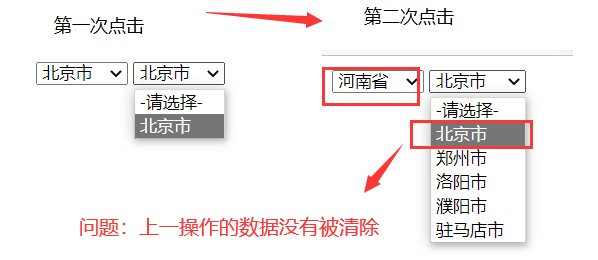 第一次点击
第二次点击
北京市 北京市
-请选择-
北京市
河南省 北京市
-请选择-
北京市
郑州市
洛阳市
濮阳市
驻马店市
问题：上一操作的数据没有被清除